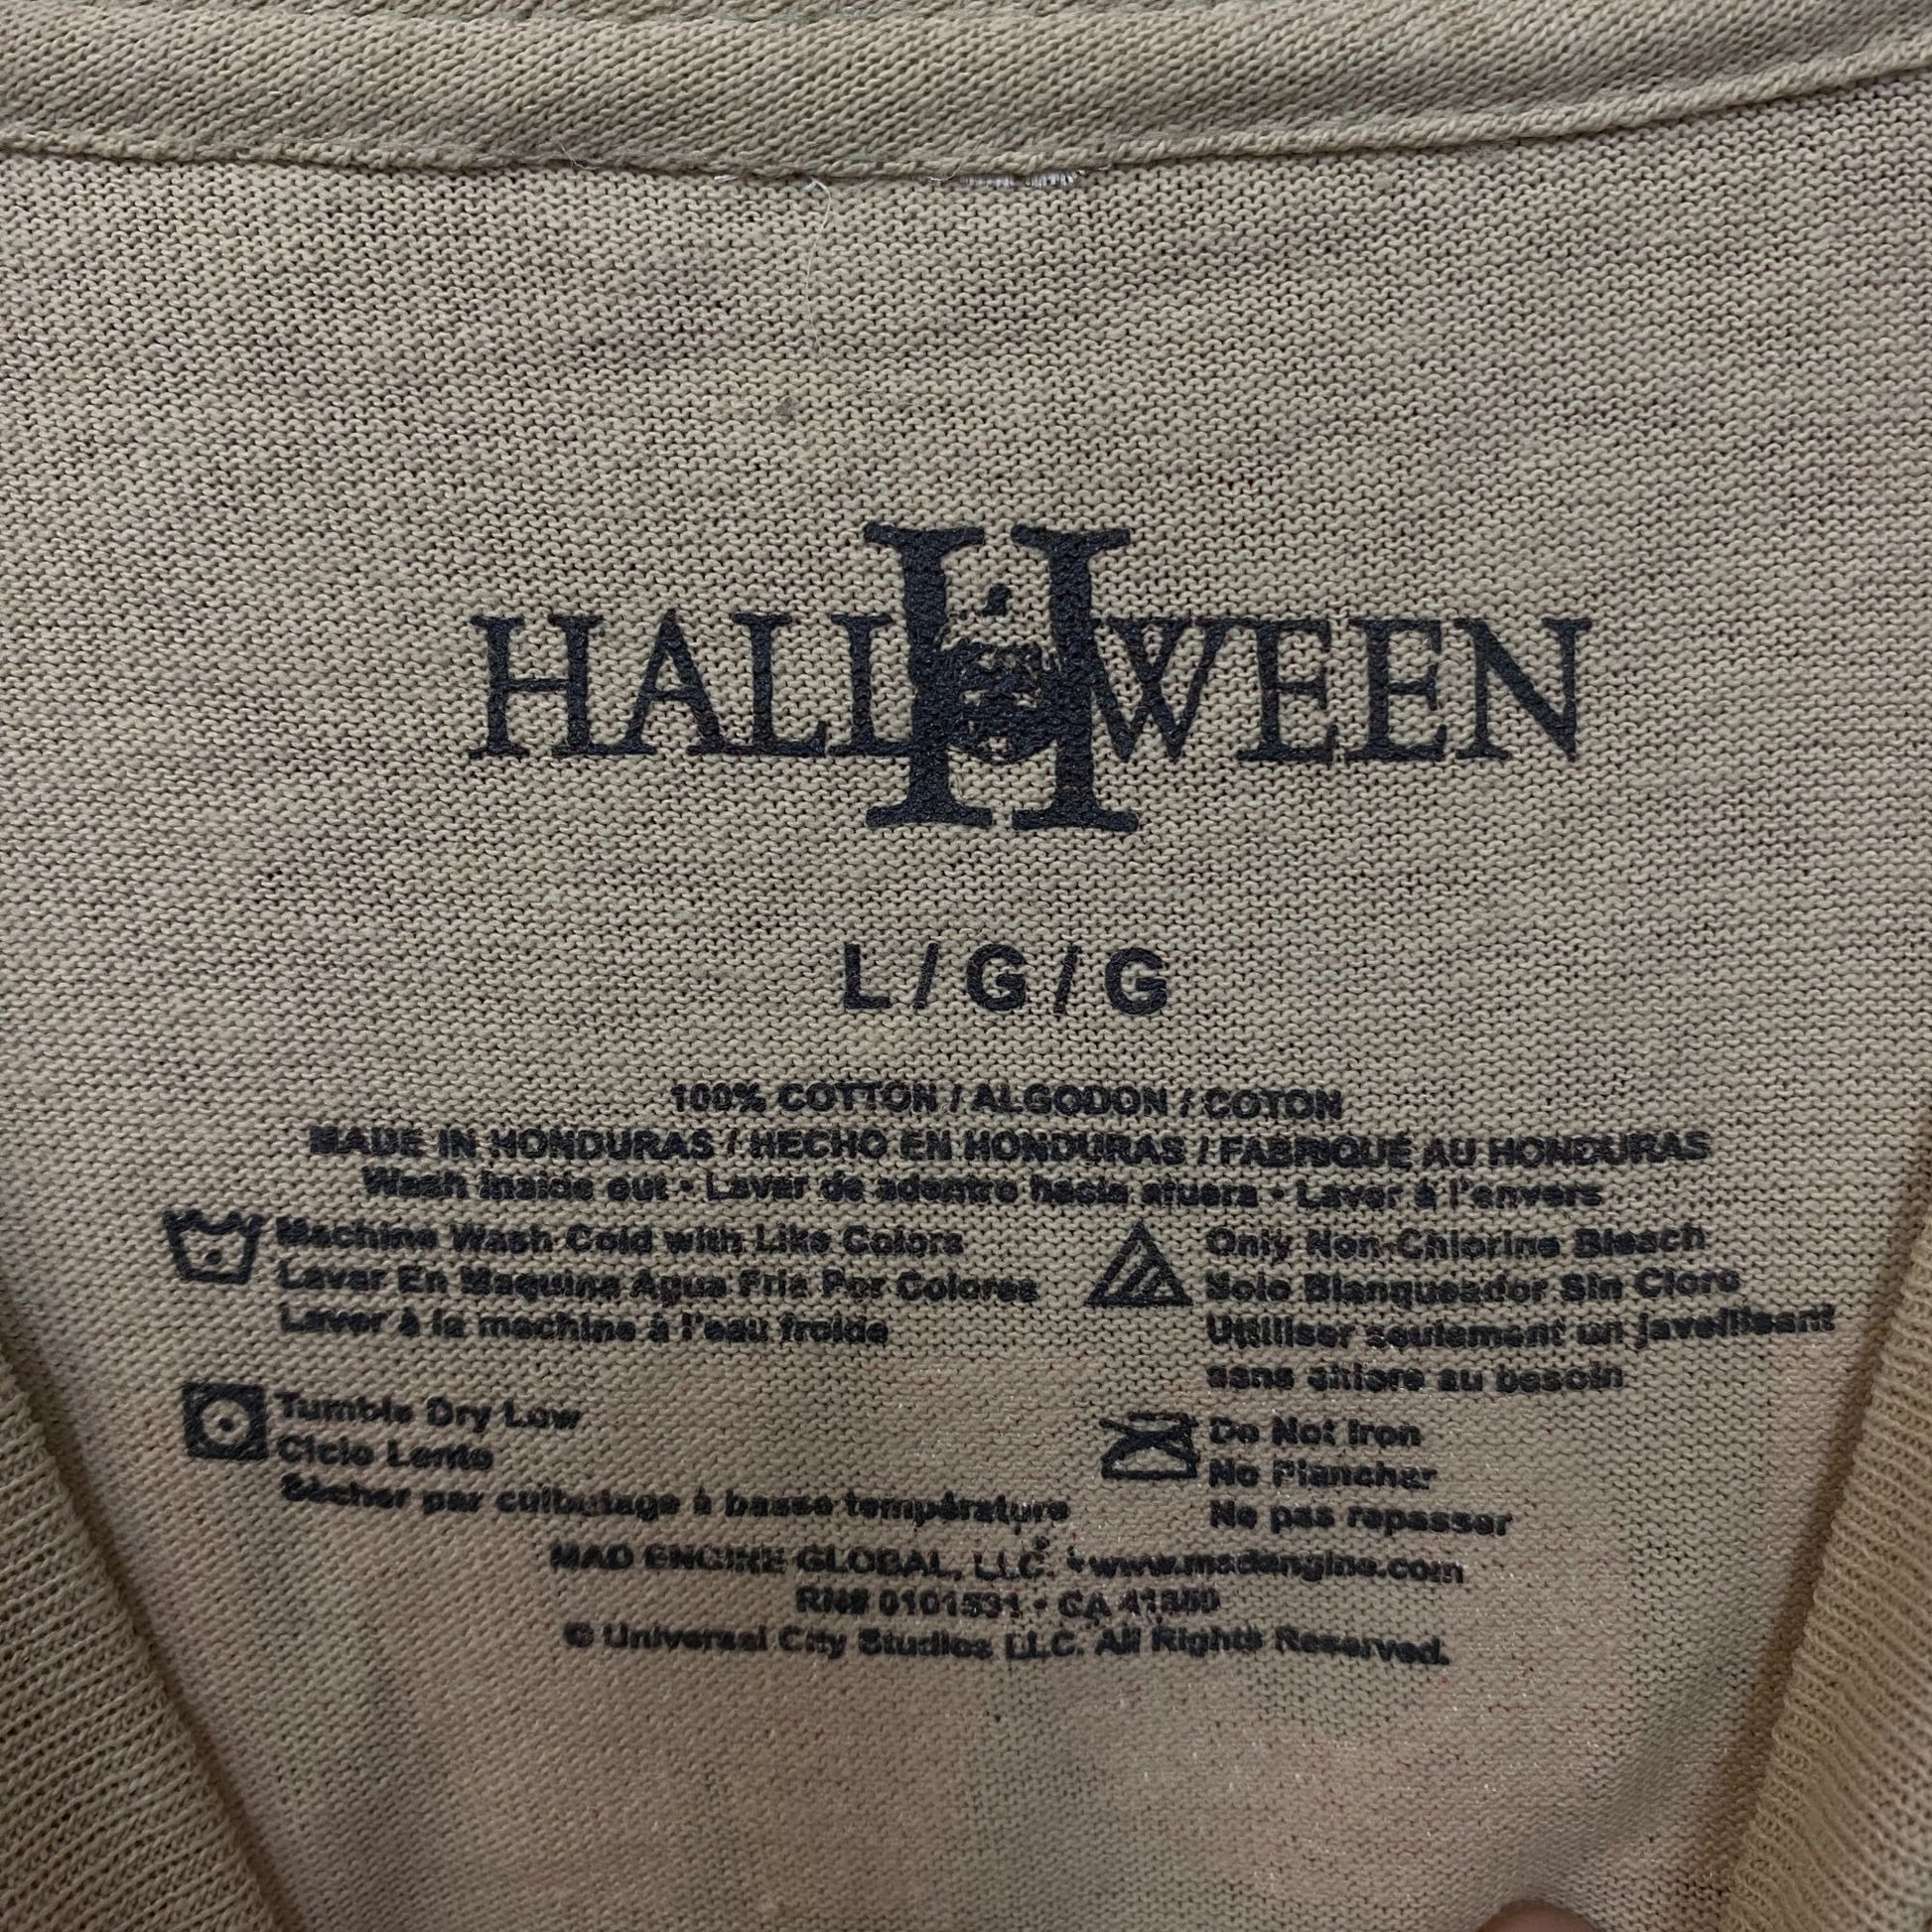 HALLOWEEN
II
L / G / G
100% COTTON / ALGODON / COTON
MADE IN HONDURAS / HECHO EN HONDURAS / FABRIQUÉ AU HONDURAS
Wash inside out • Lavar de adentro hacia afuera • Laver à l'envers
Machine Wash Cold with Like Colors
Lavar En Maquina Agua Fria Por Colores
Laver à la machine à l'eau froide
Only Non-Chlorine Bleach
Solo Blanqueador Sin Cloro
Utiliser seulement un javellisant
sans chlore au besoin
Tumble Dry Low
Ciclo Lento
Sècher par culbutage à basse température
Do Not Iron
No Planchar
Ne pas repasser
MAD ENGINE GLOBAL, LLC. • www.madengine.com
RN# 0101531 • CA
© Universal City Studios LLC. All Rights Reserved.